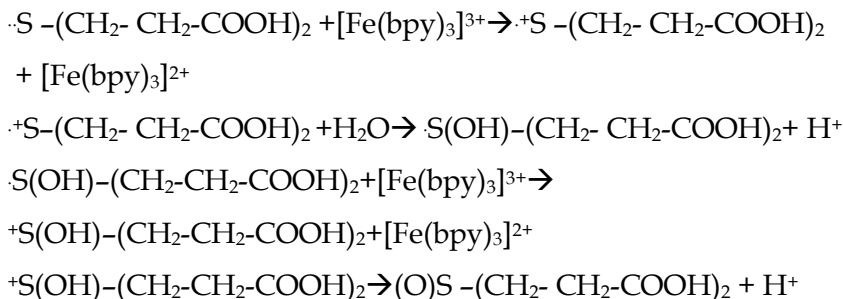 ··S –(CH₂- CH₂-COOH)₂ +[Fe(bpy)₃]³⁺→·⁺S –(CH₂- CH₂-COOH)₂
+ [Fe(bpy)₃]²⁺
·⁺S–(CH₂- CH₂-COOH)₂ +H₂O→ ·S(OH)–(CH₂- CH₂-COOH)₂+ H⁺
·S(OH)–(CH₂-CH₂-COOH)₂+[Fe(bpy)₃]³⁺→
⁺S(OH)–(CH₂-CH₂-COOH)₂+[Fe(bpy)₃]²⁺
⁺S(OH)–(CH₂-CH₂-COOH)₂→(O)S –(CH₂- CH₂-COOH)₂ + H⁺